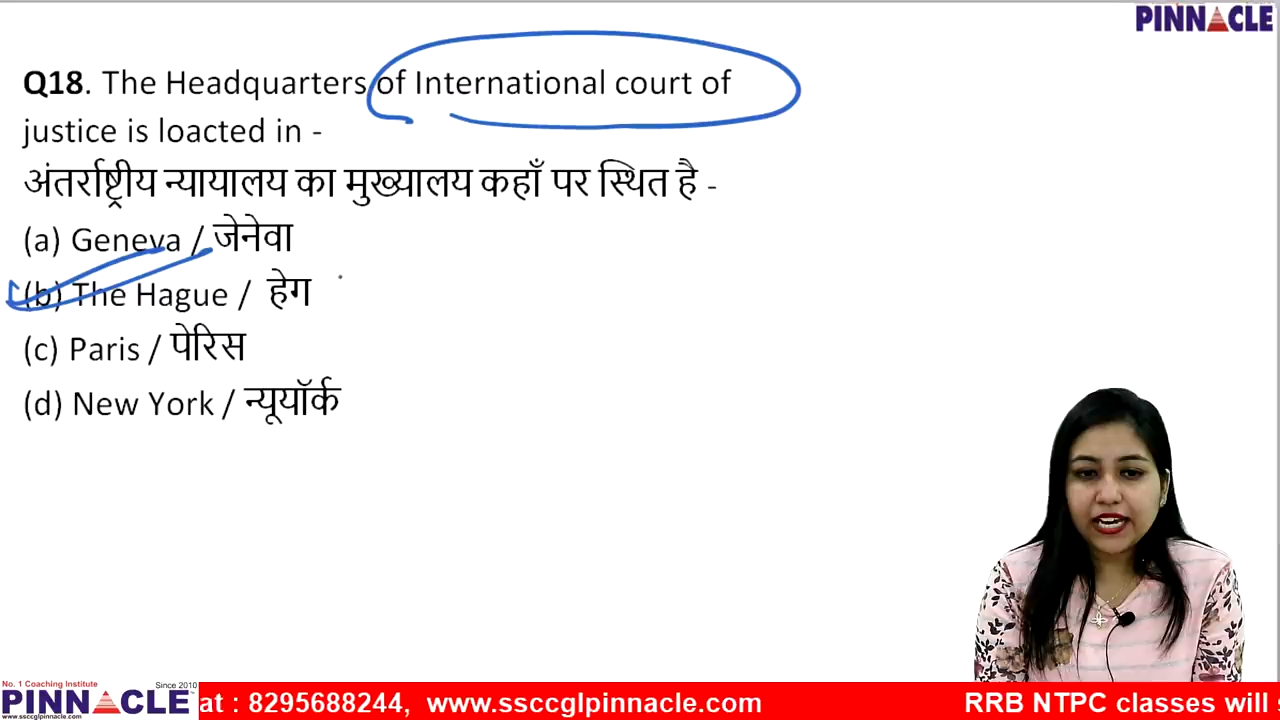 PINNACLE
Q18. The Headquarters of International court of
justice is loacted in -
अंतर्राष्ट्रीय न्यायालय का मुख्यालय कहाँ पर स्थित है -
(a) Geneva / जेनेवा
(b) The Hague / हेग
(c) Paris / पेरिस
(d) New York / न्यूयॉर्क
No. 1 Coaching Institute
Since 2010
PINNACLE
www.ssccglpinnacle.com
at : 8295688244, www.ssccglpinnacle.com RRB NTPC classes will